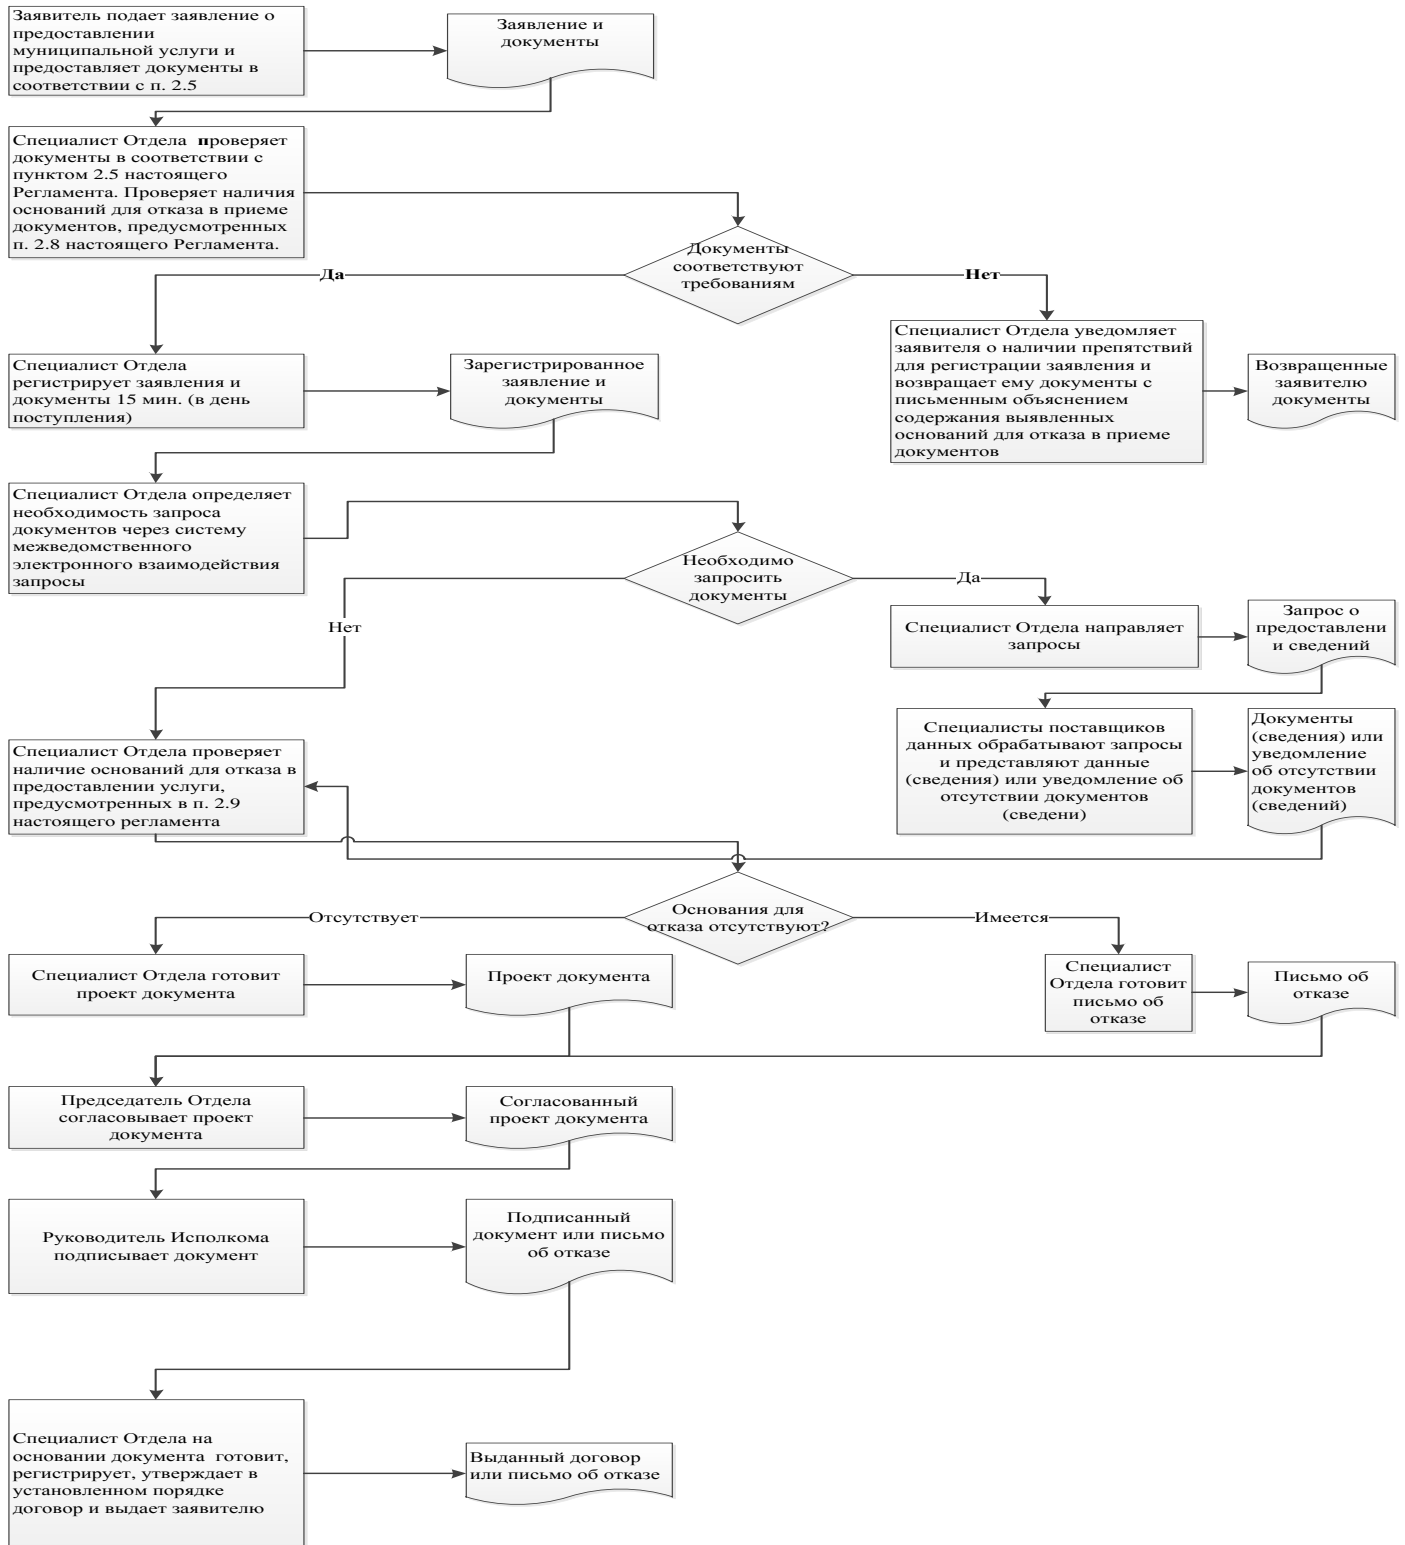 Заявитель подает заявление о
предоставлении
муниципальной услуги и
предоставляет документы в
соответствии с п. 2.5
Заявление и
документы
Специалист Отдела проверяет
документы в соответствии с
пунктом 2.5 настоящего
Регламента. Проверяет наличия
оснований для отказа в приеме
документов, предусмотренных
п. 2.8 настоящего Регламента.
Документы
соответствуют
требованиям
Да
Нет
Специалист Отдела
регистрирует заявления и
документы 15 мин. (в день
поступления)
Зарегистрированное
заявление и
документы
Специалист Отдела уведомляет
заявителя о наличии препятствий
для регистрации заявления и
возвращает ему документы с
письменным объяснением
содержания выявленных
оснований для отказа в приеме
документов
Возвращенные
заявителю
документы
Специалист Отдела определяет
необходимость запроса
документов через систему
межведомственного
электронного взаимодействия
запросы
Необходимо
запросить
документы
Да
Нет
Специалист Отдела направляет
запросы
Запрос о
предоставлени
и сведений
Специалисты поставщиков
данных обрабатывают запросы
и представляют данные
(сведения) или уведомление об
отсутствии документов
(сведени)
Документы
(сведения) или
уведомление
об отсутствии
документов
(сведений)
Специалист Отдела проверяет
наличие оснований для отказа в
предоставлении услуги,
предусмотренных в п. 2.9
настоящего регламента
Основания для
отказа отсутствуют?
Отсутствует
Имеется
Специалист Отдела готовит
проект документа
Проект документа
Специалист
Отдела готовит
письмо об
отказе
Письмо об
отказе
Председатель Отдела
согласовывает проект
документа
Согласованный
проект документа
Руководитель Исполкома
подписывает документ
Подписанный
документ или письмо
об отказе
Специалист Отдела на
основании документа готовит,
регистрирует, утверждает в
установленном порядке
договор и выдает заявителю
Выданный договор
или письмо об отказе